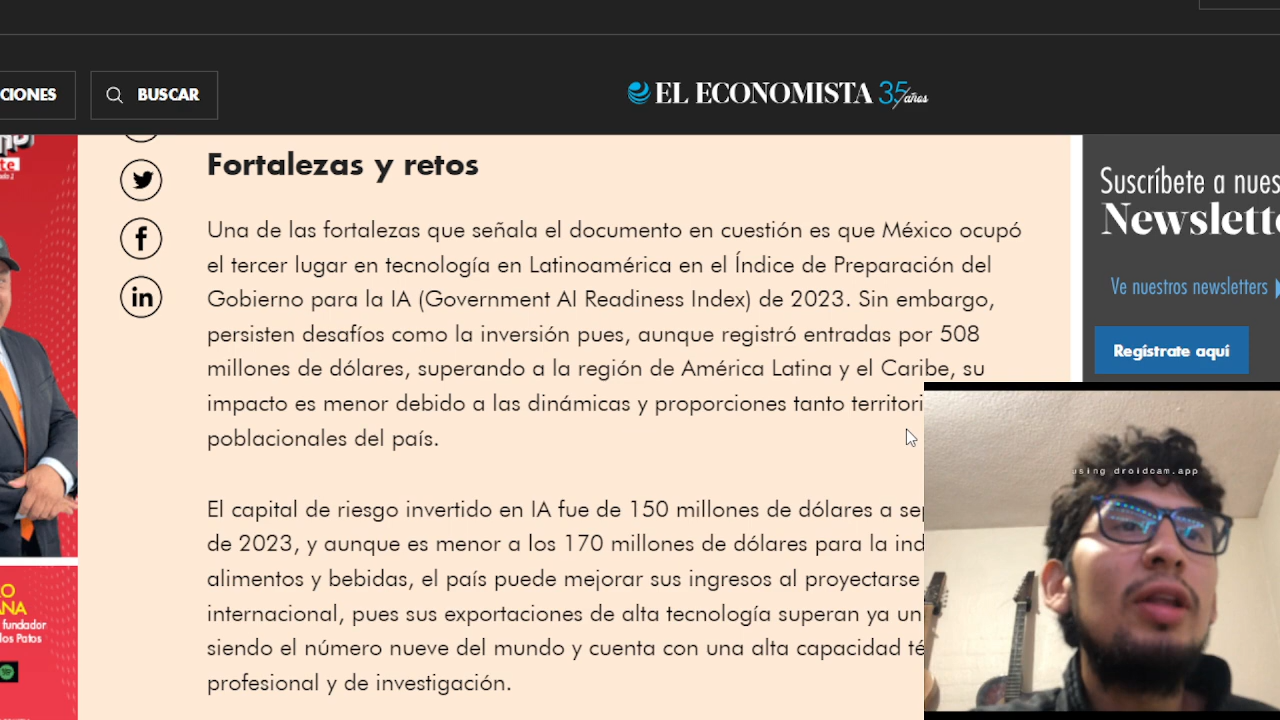 CIONES
BUSCAR
EL ECONOMISTA 35 años
te
Fortalezas y retos
Una de las fortalezas que señala el documento en cuestión es que México ocupó
el tercer lugar en tecnología en Latinoamérica en el Índice de Preparación del
Gobierno para la IA (Government AI Readiness Index) de 2023. Sin embargo,
persisten desafíos como la inversión pues, aunque registró entradas por 508
millones de dólares, superando a la región de América Latina y el Caribe, su
impacto es menor debido a las dinámicas y proporciones tanto territori
poblacionales del país.
El capital de riesgo invertido en IA fue de 150 millones de dólares a sep
de 2023, y aunque es menor a los 170 millones de dólares para la ind
alimentos y bebidas, el país puede mejorar sus ingresos al proyectarse
internacional, pues sus exportaciones de alta tecnología superan ya un
siendo el número nueve del mundo y cuenta con una alta capacidad té
profesional y de investigación.
Suscríbete a nues
Newslett
Ve nuestros newsletters
Regístrate aquí
using droidcam.app
O
ANA
fundador
los Patos